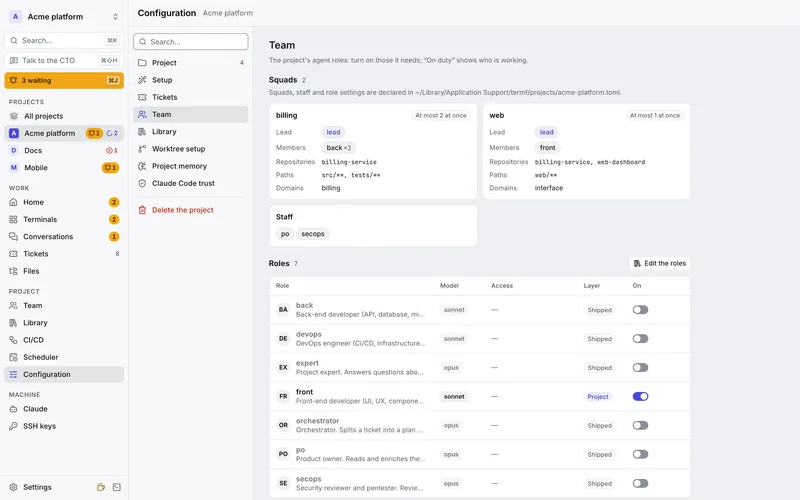 A Acme platform
Search... ⌘K
Talk to the CTO ⌘⇧H
3 waiting ⌘J
PROJECTS
All projects
A Acme platform 1 2
D Docs 1
M Mobile 1
WORK
Home 2
Terminals 2
Conversations 1
Tickets 8
Files
PROJECT
Team
Library
CI/CD
Scheduler
Configuration
MACHINE
Claude
SSH keys
Settings
Configuration Acme platform
Search...
Project 4
Setup
Tickets
Team
Library
Worktree setup
Project memory
Claude Code trust
Delete the project
Team
The project's agent roles: turn on those it needs; "On duty" shows who is working.
Squads 2
Squads, staff and role settings are declared in ~/Library/Application Support/termf/projects/acme-platform.toml.
billing At most 2 at once
Lead lead
Members back ×2
Repositories billing-service
Paths src/**, tests/**
Domains billing
web At most 1 at once
Lead lead
Members front
Repositories billing-service, web-dashboard
Paths web/**
Domains interface
Staff
po secops
Roles 7 Edit the roles
Role Model Access Layer On
BA back sonnet — Shipped
Back-end developer (API, database, mi...
DE devops sonnet — Shipped
DevOps engineer (CI/CD, infrastructure...
EX expert opus — Shipped
Project expert. Answers questions abo...
FR front sonnet — Project
Front-end developer (UI, UX, compone...
OR orchestrator opus — Shipped
Orchestrator. Splits a ticket into a plan ...
PO po opus — Shipped
Product owner. Reads and enriches the...
SE secops opus — Shipped
Security reviewer and pentester. Revie...